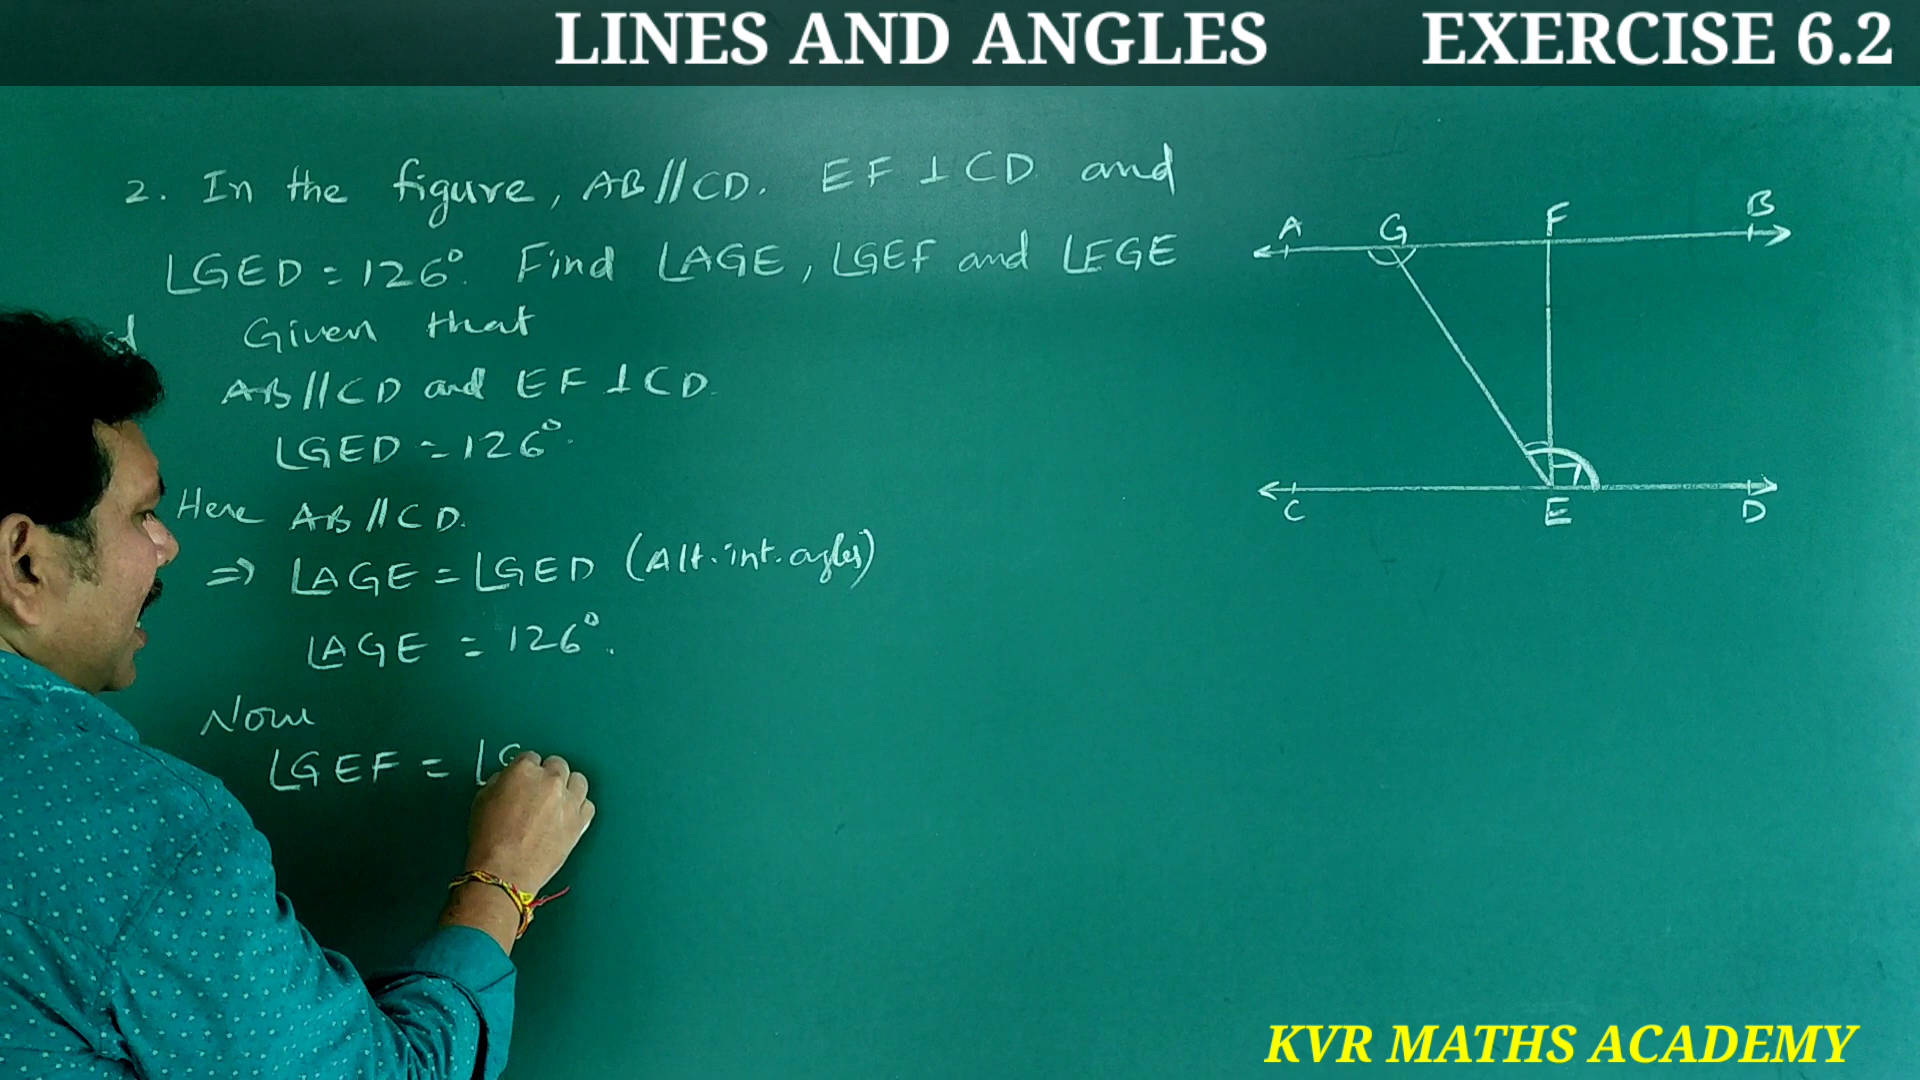 LINES AND ANGLES EXERCISE 6.2
2. In the figure, AB//CD. EF⊥CD and
∠GED = 126°. Find ∠AGE, ∠GEF and ∠FGE
Given that
AB//CD and EF⊥CD.
∠GED = 126°.
Here AB//CD.
⇒ ∠AGE = ∠GED (Alt. int. angles)
∠AGE = 126°.
Now
∠GEF = ∠G
A G F B
C E D
KVR MATHS ACADEMY